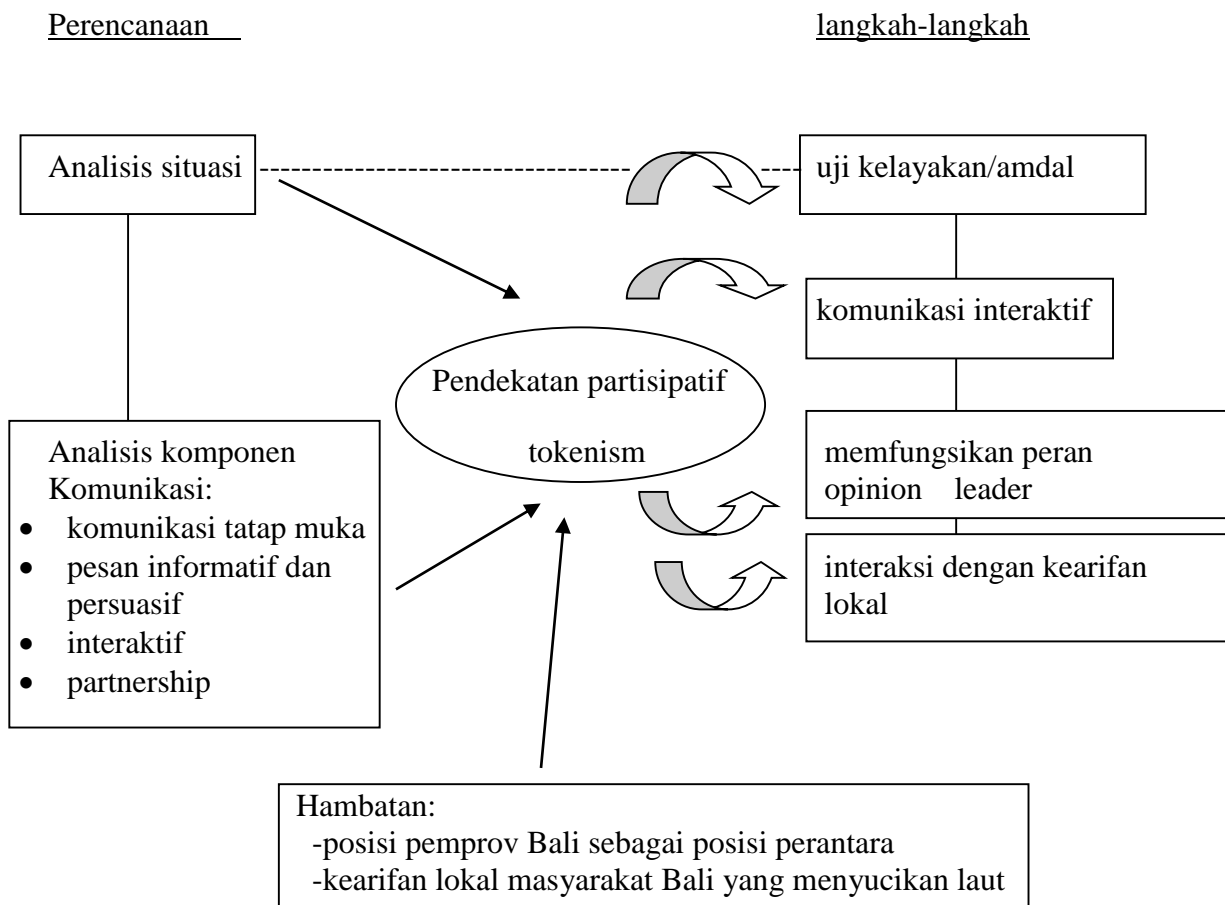 Perencanaan
langkah-langkah
Analisis situasi
uji kelayakan/amdal
komunikasi interaktif
Pendekatan partisipatif
tokenism
Analisis komponen
Komunikasi:
• komunikasi tatap muka
• pesan informatif dan
persuasif
• interaktif
• partnership
memfungsikan peran
opinion leader
interaksi dengan kearifan
lokal
Hambatan:
-posisi pemprov Bali sebagai posisi perantara
-kearifan lokal masyarakat Bali yang menyucikan laut